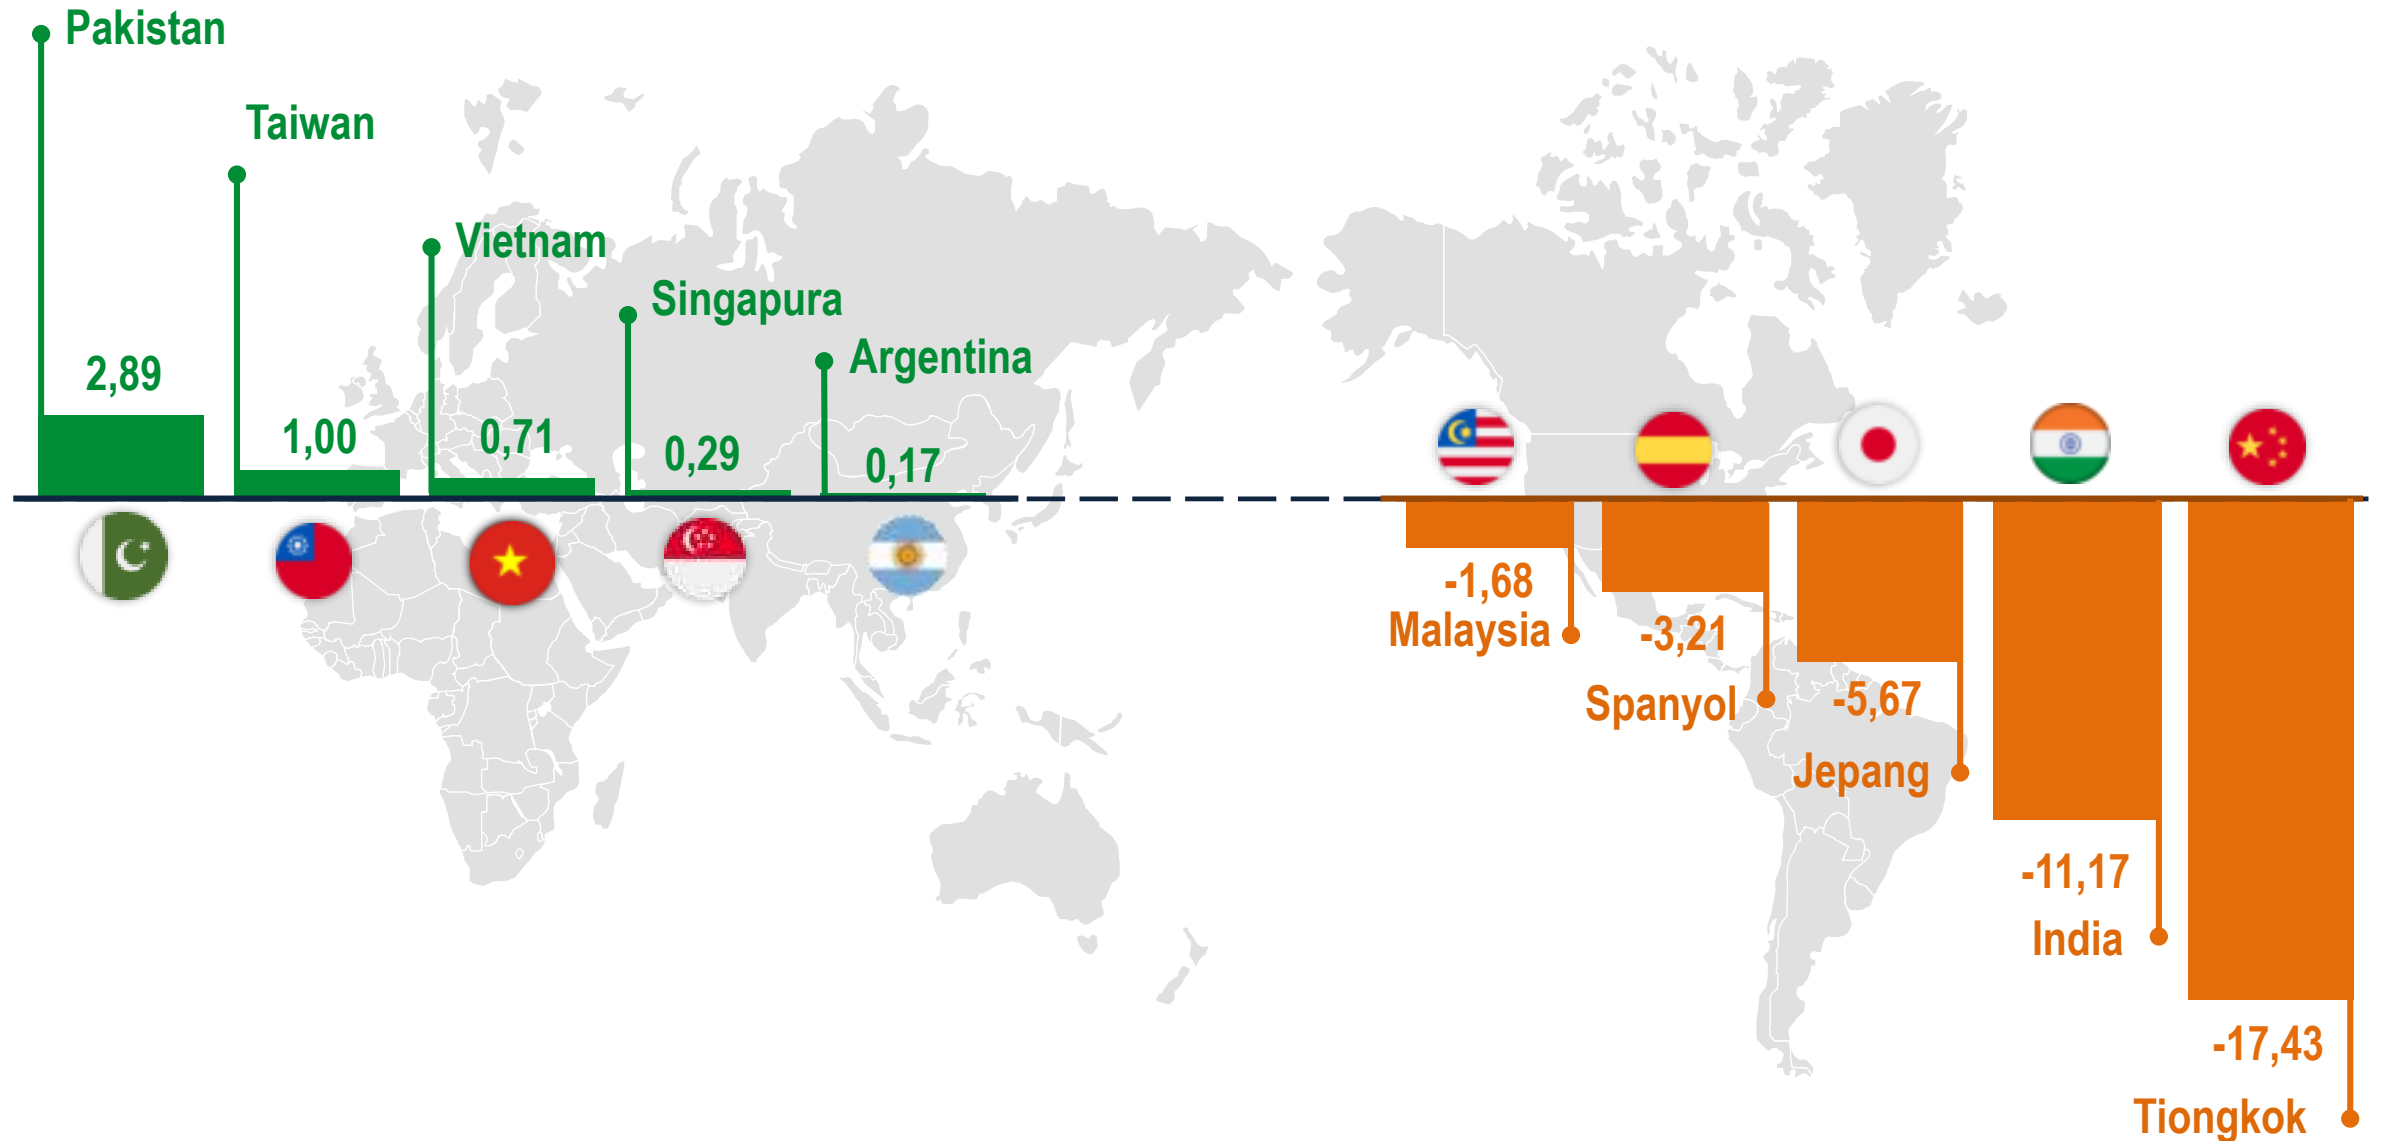 Pakistan
2,89
Taiwan
1,00
Vietnam
0,71
Singapura
0,29
Argentina
0,17
-1,68
Malaysia
-3,21
Spanyol
-5,67
Jepang
-11,17
India
-17,43
Tiongkok